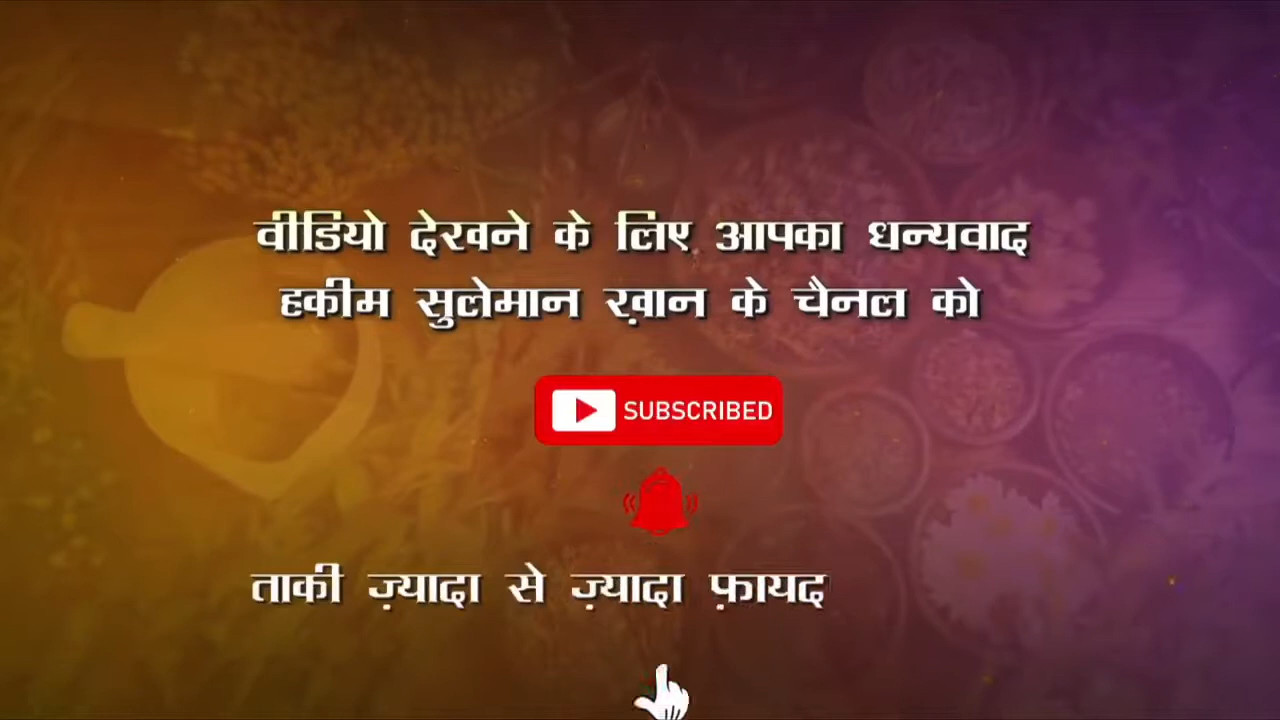 वीडियो देखने के लिए आपका धन्यवाद
हकीम सुलेमान ख़ान के चैनल को
SUBSCRIBED
ताकी ज़्यादा से ज़्यादा फ़ायद